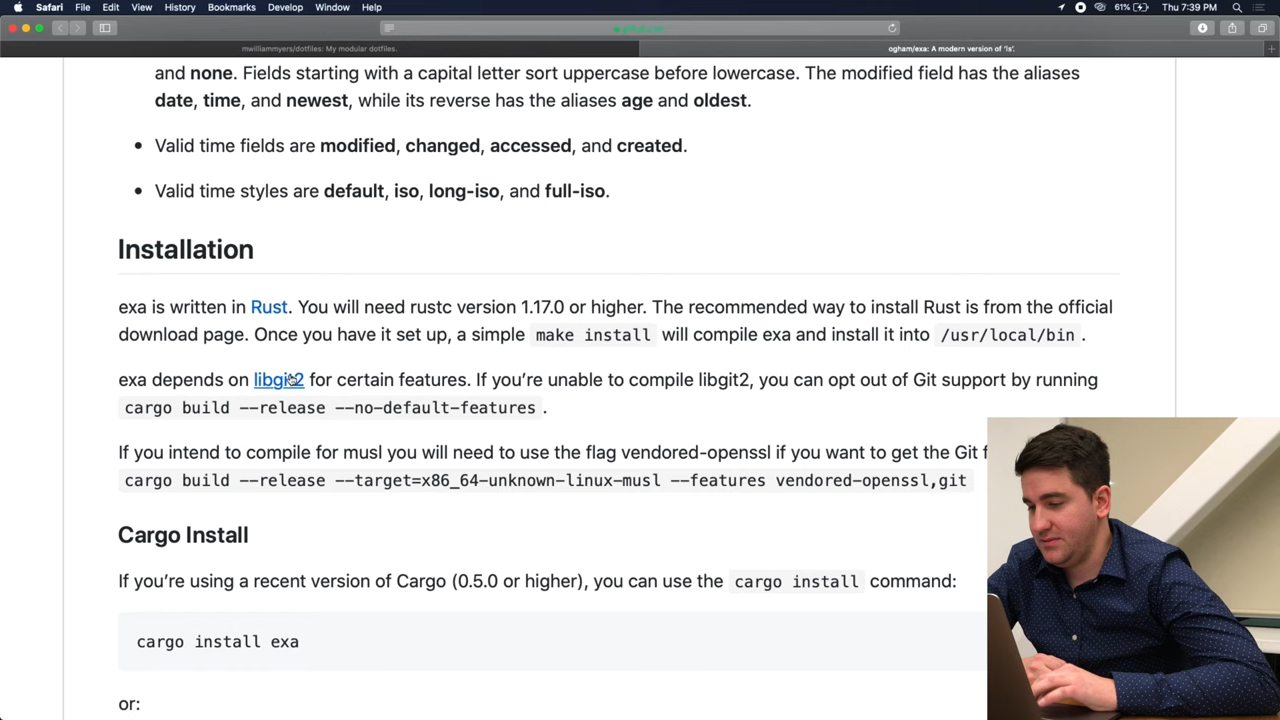 Safari File Edit View History Bookmarks Develop Window Help 61% Thu 7:39 PM
github.com
mwilliammyers/dotfiles: My modular dotfiles. ogham/exa: A modern version of 'ls'.
and none. Fields starting with a capital letter sort uppercase before lowercase. The modified field has the aliases
date, time, and newest, while its reverse has the aliases age and oldest.
• Valid time fields are modified, changed, accessed, and created.
• Valid time styles are default, iso, long-iso, and full-iso.
Installation
exa is written in Rust. You will need rustc version 1.17.0 or higher. The recommended way to install Rust is from the official
download page. Once you have it set up, a simple make install will compile exa and install it into /usr/local/bin.
exa depends on libgit2 for certain features. If you're unable to compile libgit2, you can opt out of Git support by running
cargo build --release --no-default-features.
If you intend to compile for musl you will need to use the flag vendored-openssl if you want to get the Git f
cargo build --release --target=x86_64-unknown-linux-musl --features vendored-openssl,git
Cargo Install
If you're using a recent version of Cargo (0.5.0 or higher), you can use the cargo install command:
cargo install exa
or: